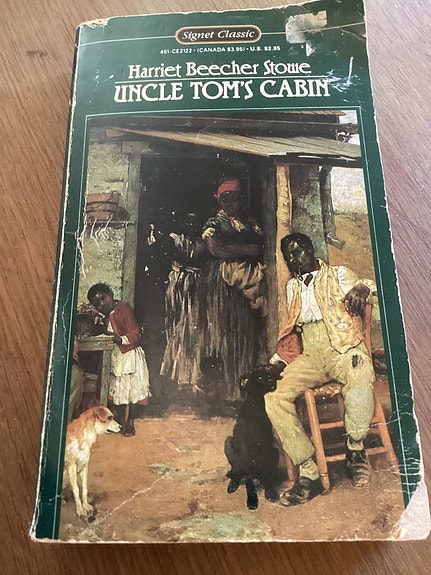 Signet Classic
451-CE2122 • (CANADA $3.95) • U.S. $2.95
Harriet Beecher Stowe
UNCLE TOM'S CABIN